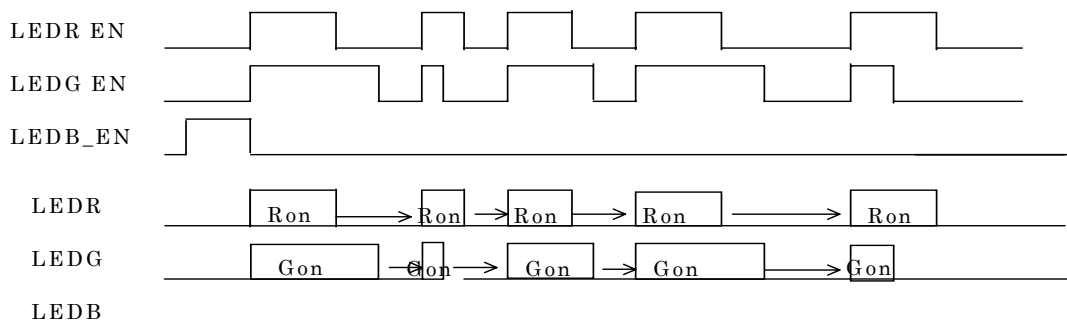 LEDR EN
LEDG EN
LEDB_EN
LEDR Ron Ron Ron Ron Ron
LEDG Gon Gon Gon Gon Gon
LEDB